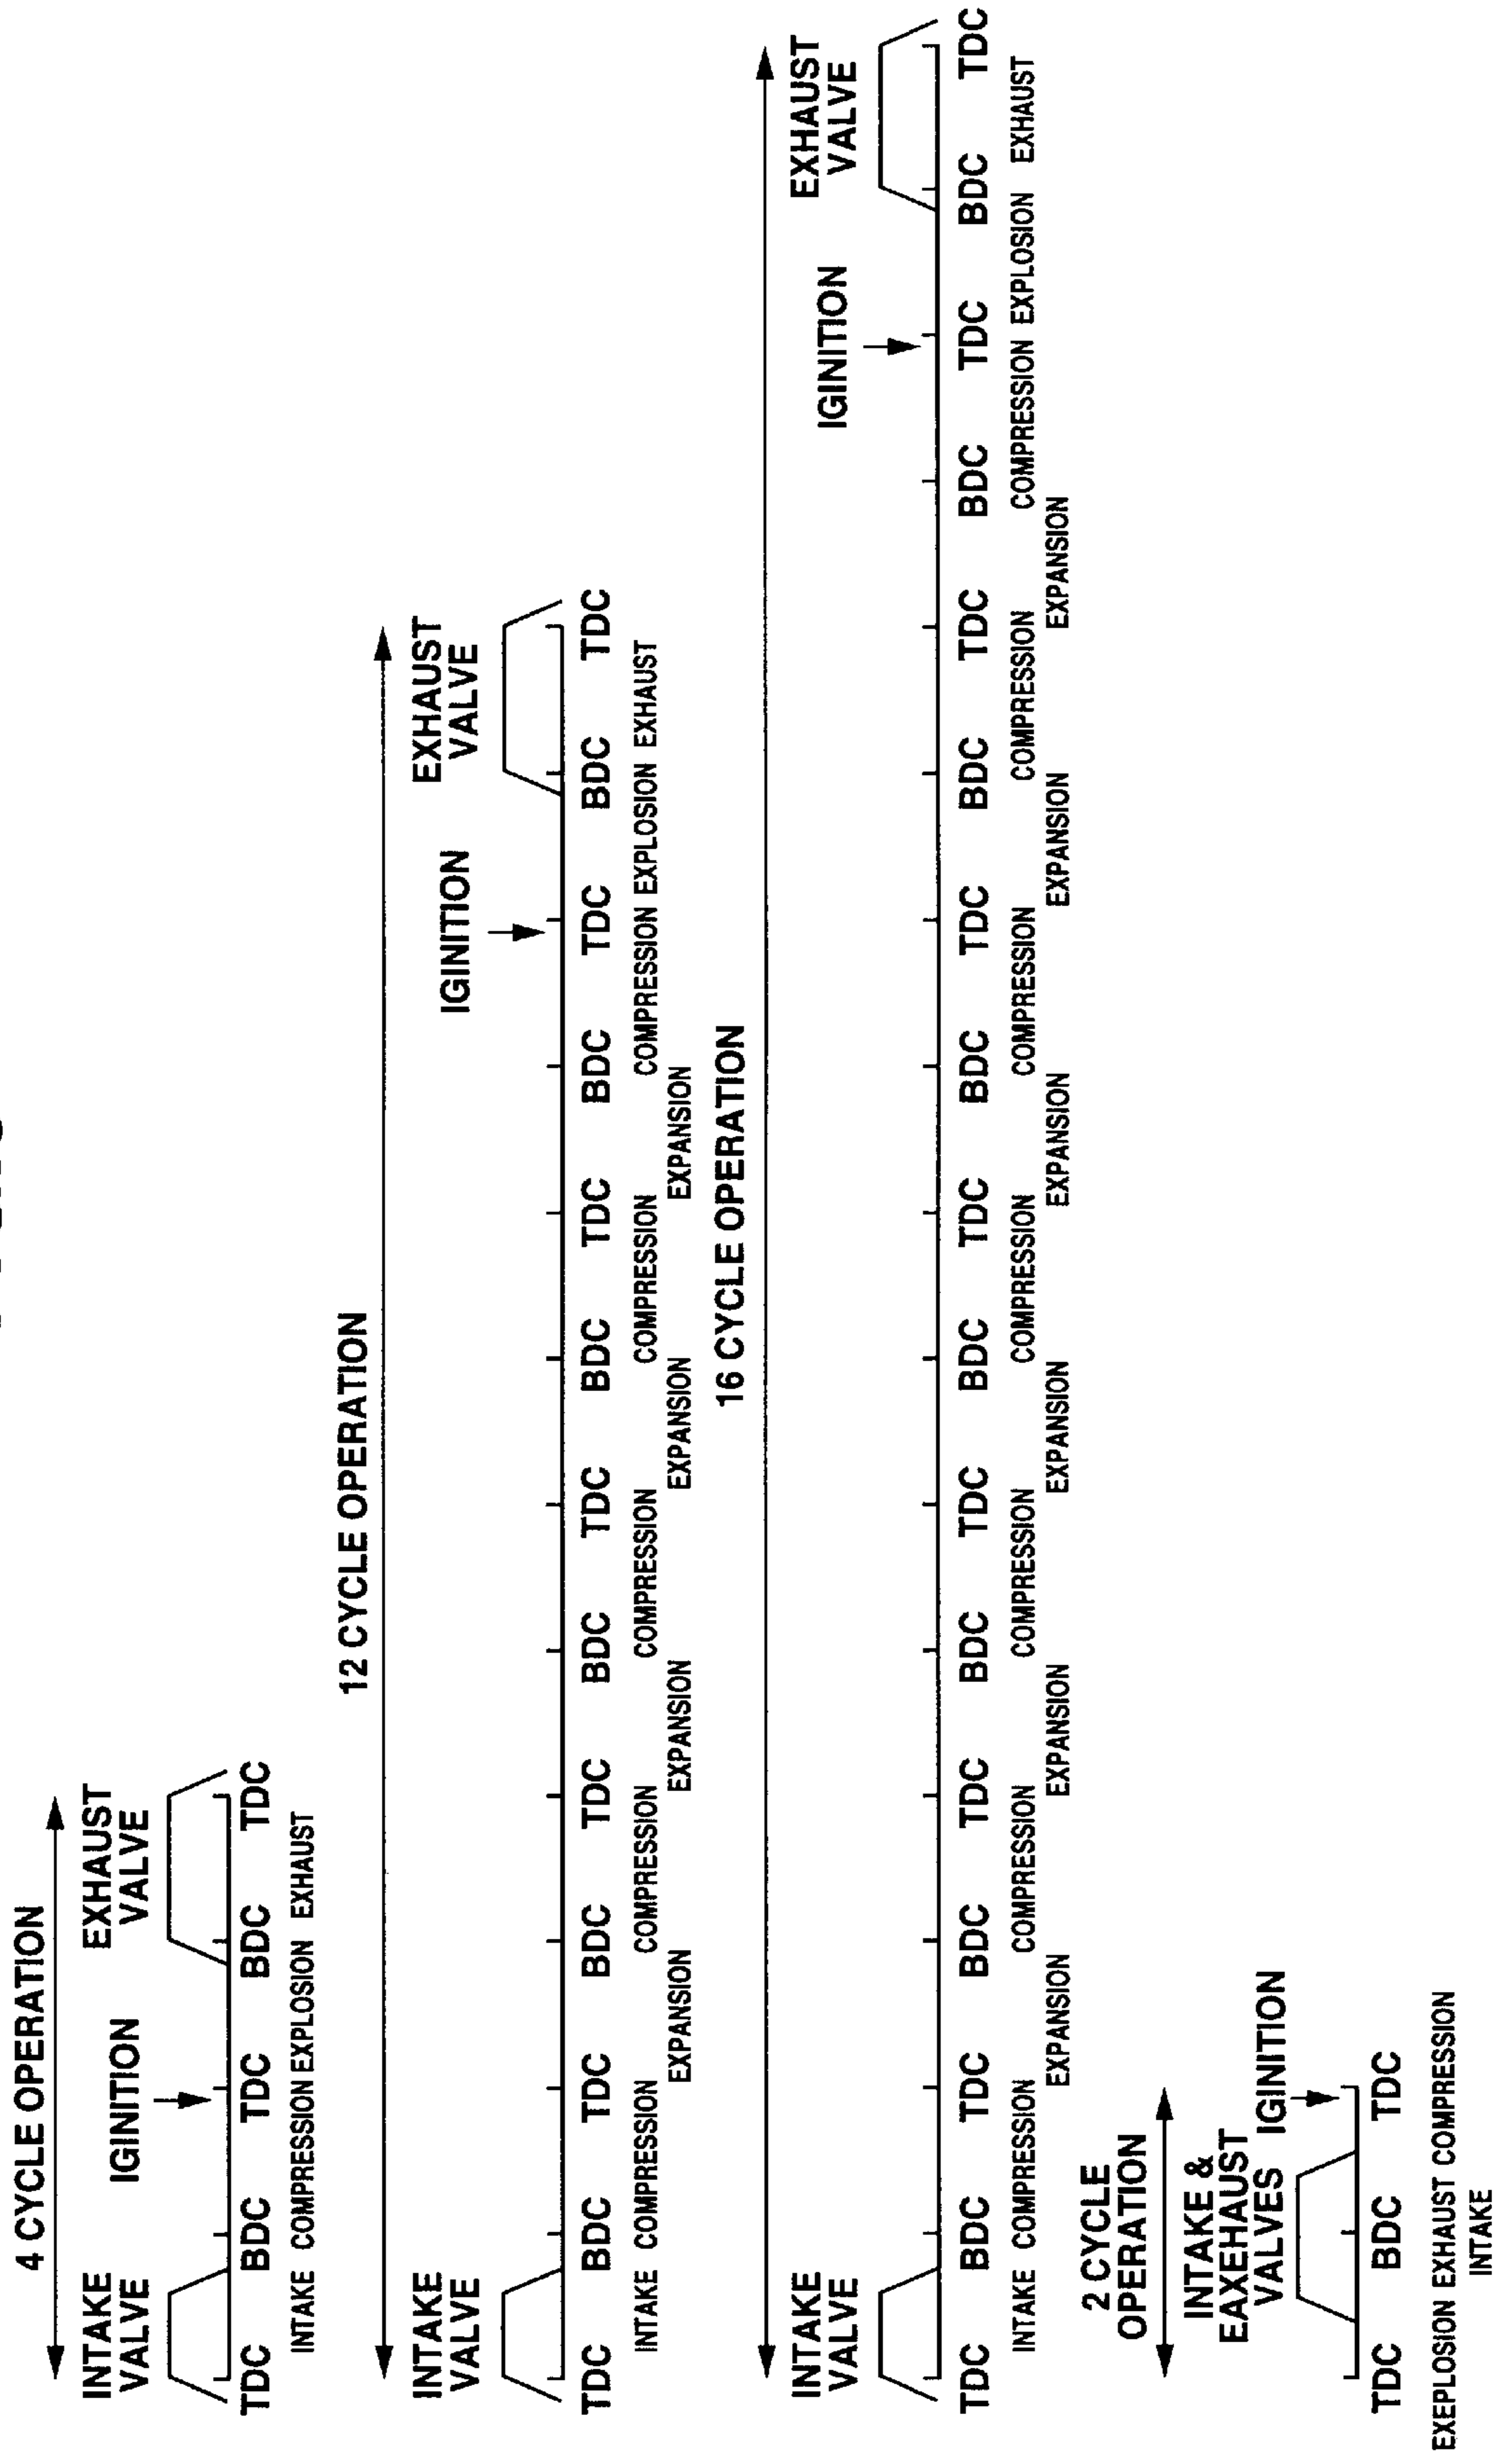 4 CYCLE OPERATION
INTAKE
VALVE
IGINITION
EXHAUST
VALVE
TDC BDC TDC BDC TDC
INTAKE COMPRESSION EXPLOSION EXHAUST
12 CYCLE OPERATION
INTAKE
VALVE
IGINITION
EXHAUST
VALVE
TDC BDC TDC BDC TDC BDC TDC BDC TDC BDC TDC BDC TDC
INTAKE COMPRESSION COMPRESSION COMPRESSION COMPRESSION COMPRESSION EXPLOSION EXHAUST
EXPANSION EXPANSION EXPANSION EXPANSION
16 CYCLE OPERATION
INTAKE
VALVE
IGINITION
EXHAUST
VALVE
TDC BDC TDC BDC TDC BDC TDC BDC TDC BDC TDC BDC TDC BDC TDC BDC TDC
INTAKE COMPRESSION COMPRESSION COMPRESSION COMPRESSION COMPRESSION COMPRESSION COMPRESSION EXPLOSION EXHAUST
EXPANSION EXPANSION EXPANSION EXPANSION EXPANSION EXPANSION
2 CYCLE
OPERATION
INTAKE &
EAXEHAUST
VALVES
IGINITION
TDC BDC TDC
EXEPLOSION EXHAUST COMPRESSION
INTAKE